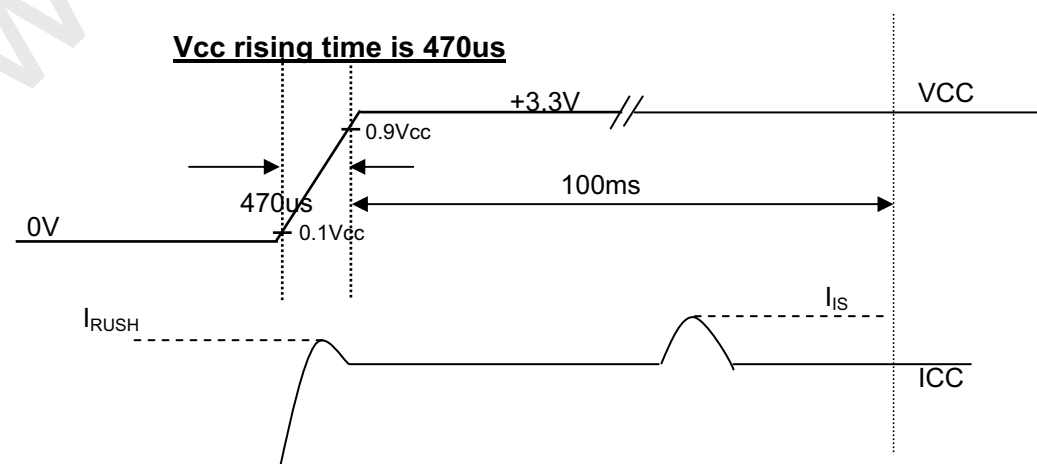 Vcc rising time is 470us
+3.3V
VCC
0.9Vcc
470us
100ms
0V
0.1Vcc
IRUSH
IIS
ICC